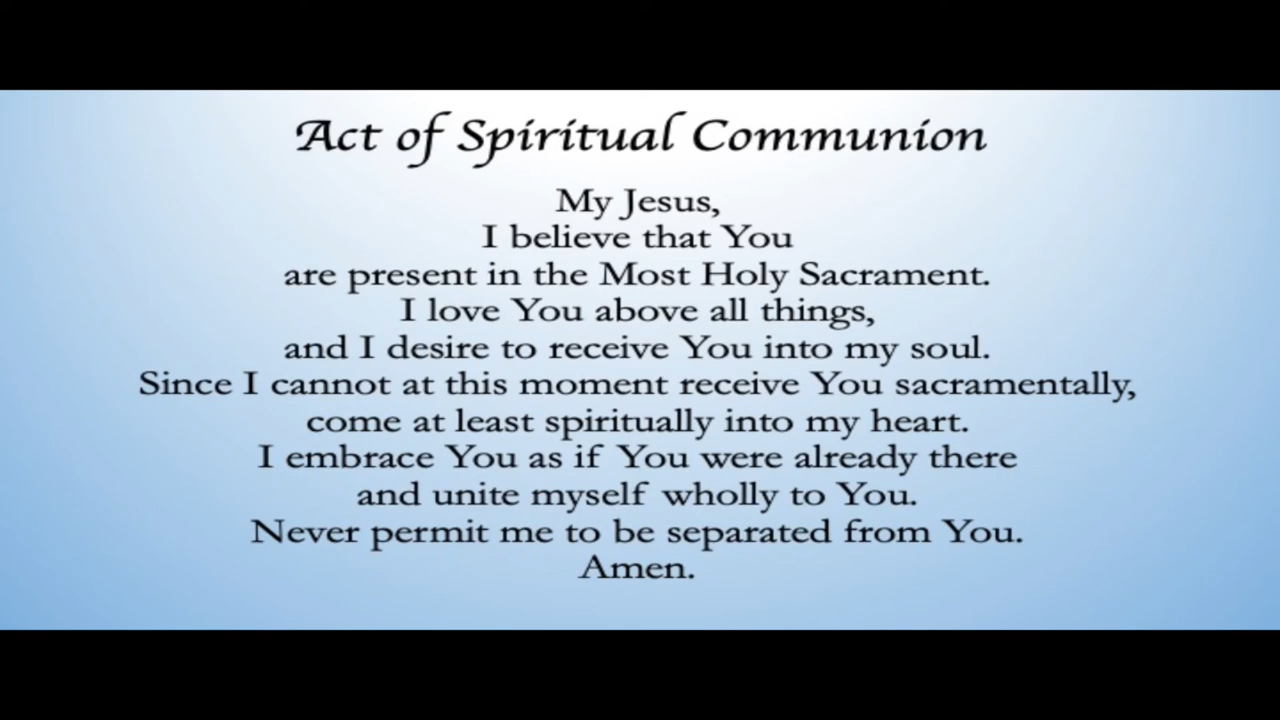 Act of Spiritual Communion
My Jesus,
I believe that You
are present in the Most Holy Sacrament.
I love You above all things,
and I desire to receive You into my soul.
Since I cannot at this moment receive You sacramentally,
come at least spiritually into my heart.
I embrace You as if You were already there
and unite myself wholly to You.
Never permit me to be separated from You.
Amen.